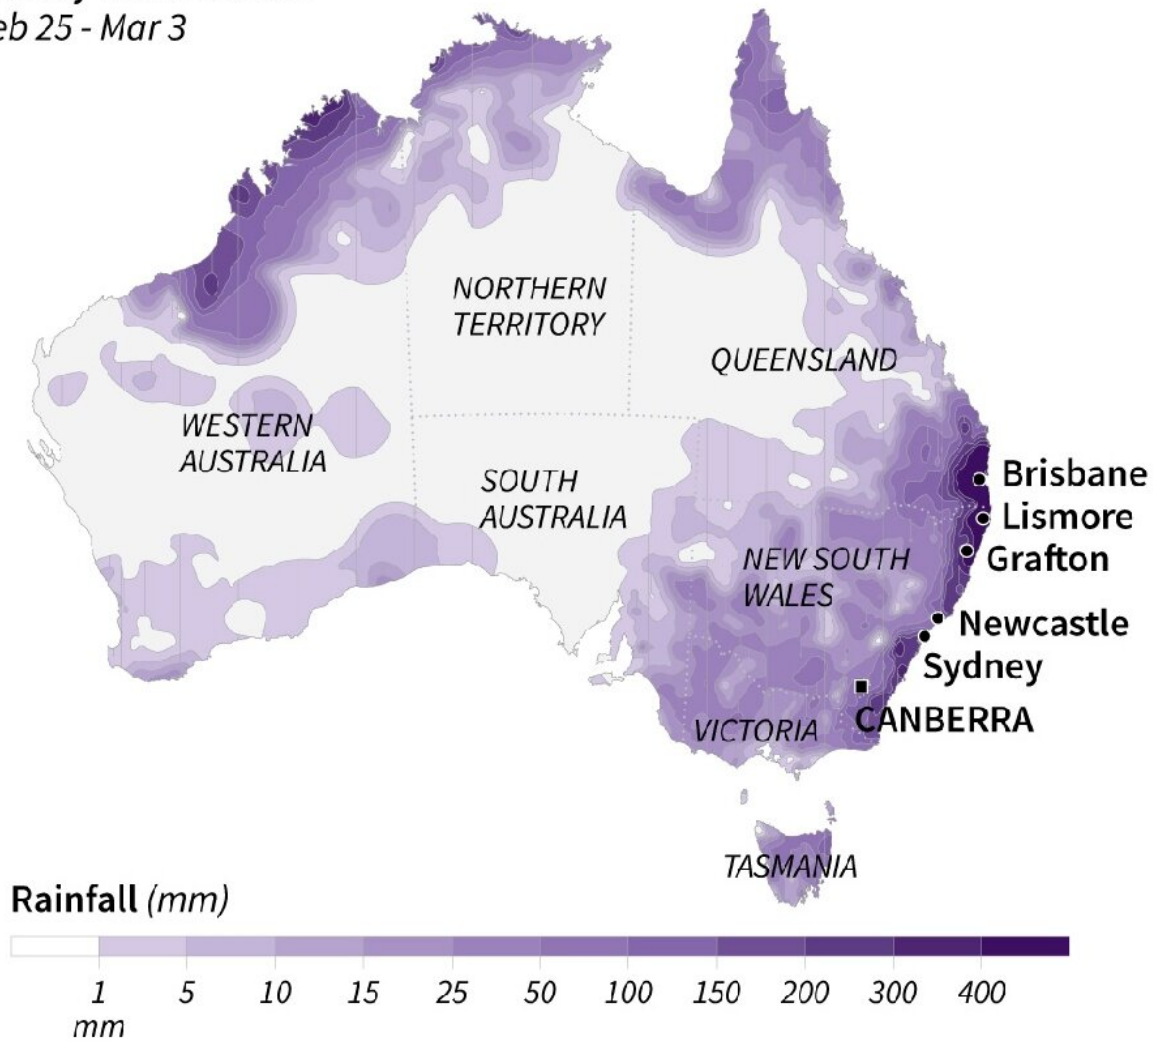 eb 25 - Mar 3
NORTHERN
TERRITORY
QUEENSLAND
WESTERN
AUSTRALIA
SOUTH
AUSTRALIA
Brisbane
Lismore
Grafton
NEW SOUTH
WALES
Newcastle
Sydney
CANBERRA
VICTORIA
TASMANIA
Rainfall (mm)
1 5 10 15 25 50 100 150 200 300 400
mm